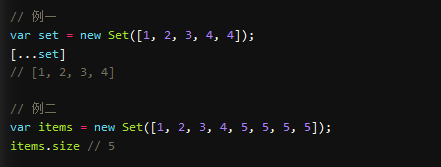 // 例一
var set = new Set([1, 2, 3, 4, 4]);
[...set]
// [1, 2, 3, 4]
// 例二
var items = new Set([1, 2, 3, 4, 5, 5, 5, 5]);
items.size // 5